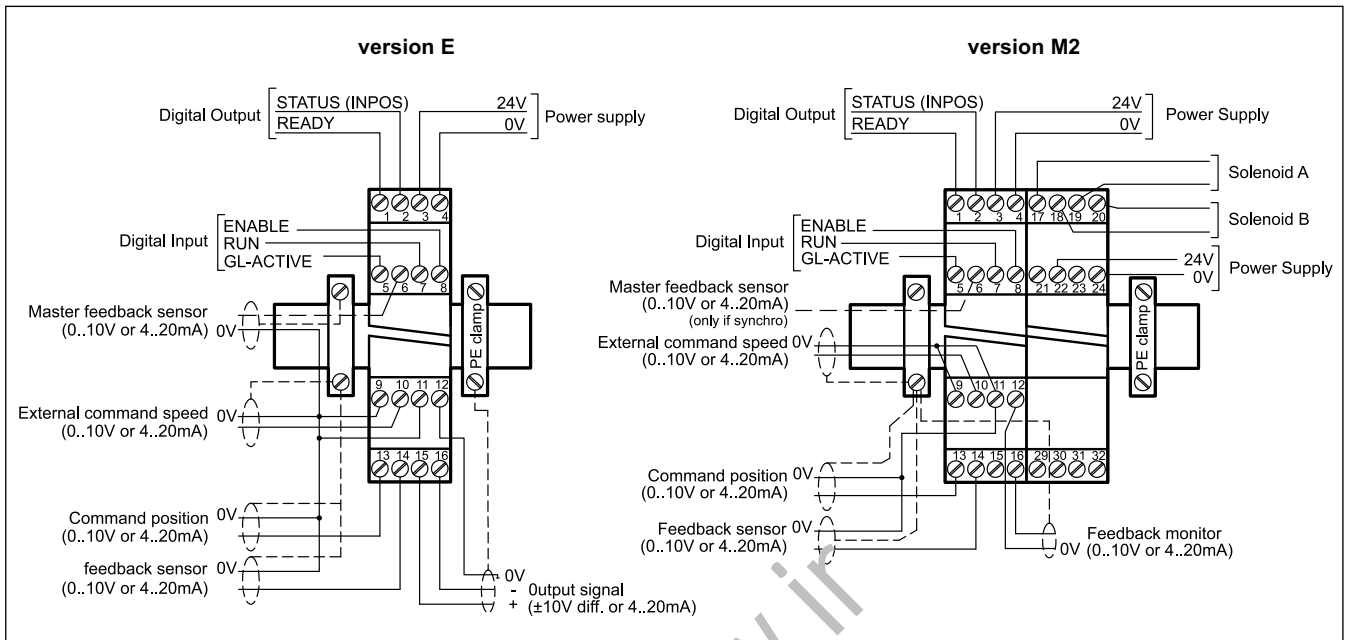 version E
Digital Output
STATUS (INPOS)
READY
24V
0V
Power supply
1 2 3 4
Digital Input
ENABLE
RUN
GL-ACTIVE
5 6 7 8
Master feedback sensor
(0..10V or 4..20mA)
0V
PE clamp
External command speed
(0..10V or 4..20mA)
0V
9 10 11 12
13 14 15 16
Command position
(0..10V or 4..20mA)
0V
feedback sensor
(0..10V or 4..20mA)
0V
0V
- 0utput signal
+ (±10V diff. or 4..20mA)
version M2
Digital Output
STATUS (INPOS)
READY
24V
0V
Power Supply
Solenoid A
Solenoid B
1 2 3 4 17 18 19 20
Digital Input
ENABLE
RUN
GL-ACTIVE
24V
0V
Power Supply
5 6 7 8 21 22 23 24
Master feedback sensor
(0..10V or 4..20mA)
(only if synchro)
External command speed 0V
(0..10V or 4..20mA)
PE clamp
9 10 11 12
13 14 15 16 29 30 31 32
Command position 0V
(0..10V or 4..20mA)
Feedback sensor 0V
(0..10V or 4..20mA)
Feedback monitor
0V (0..10V or 4..20mA)